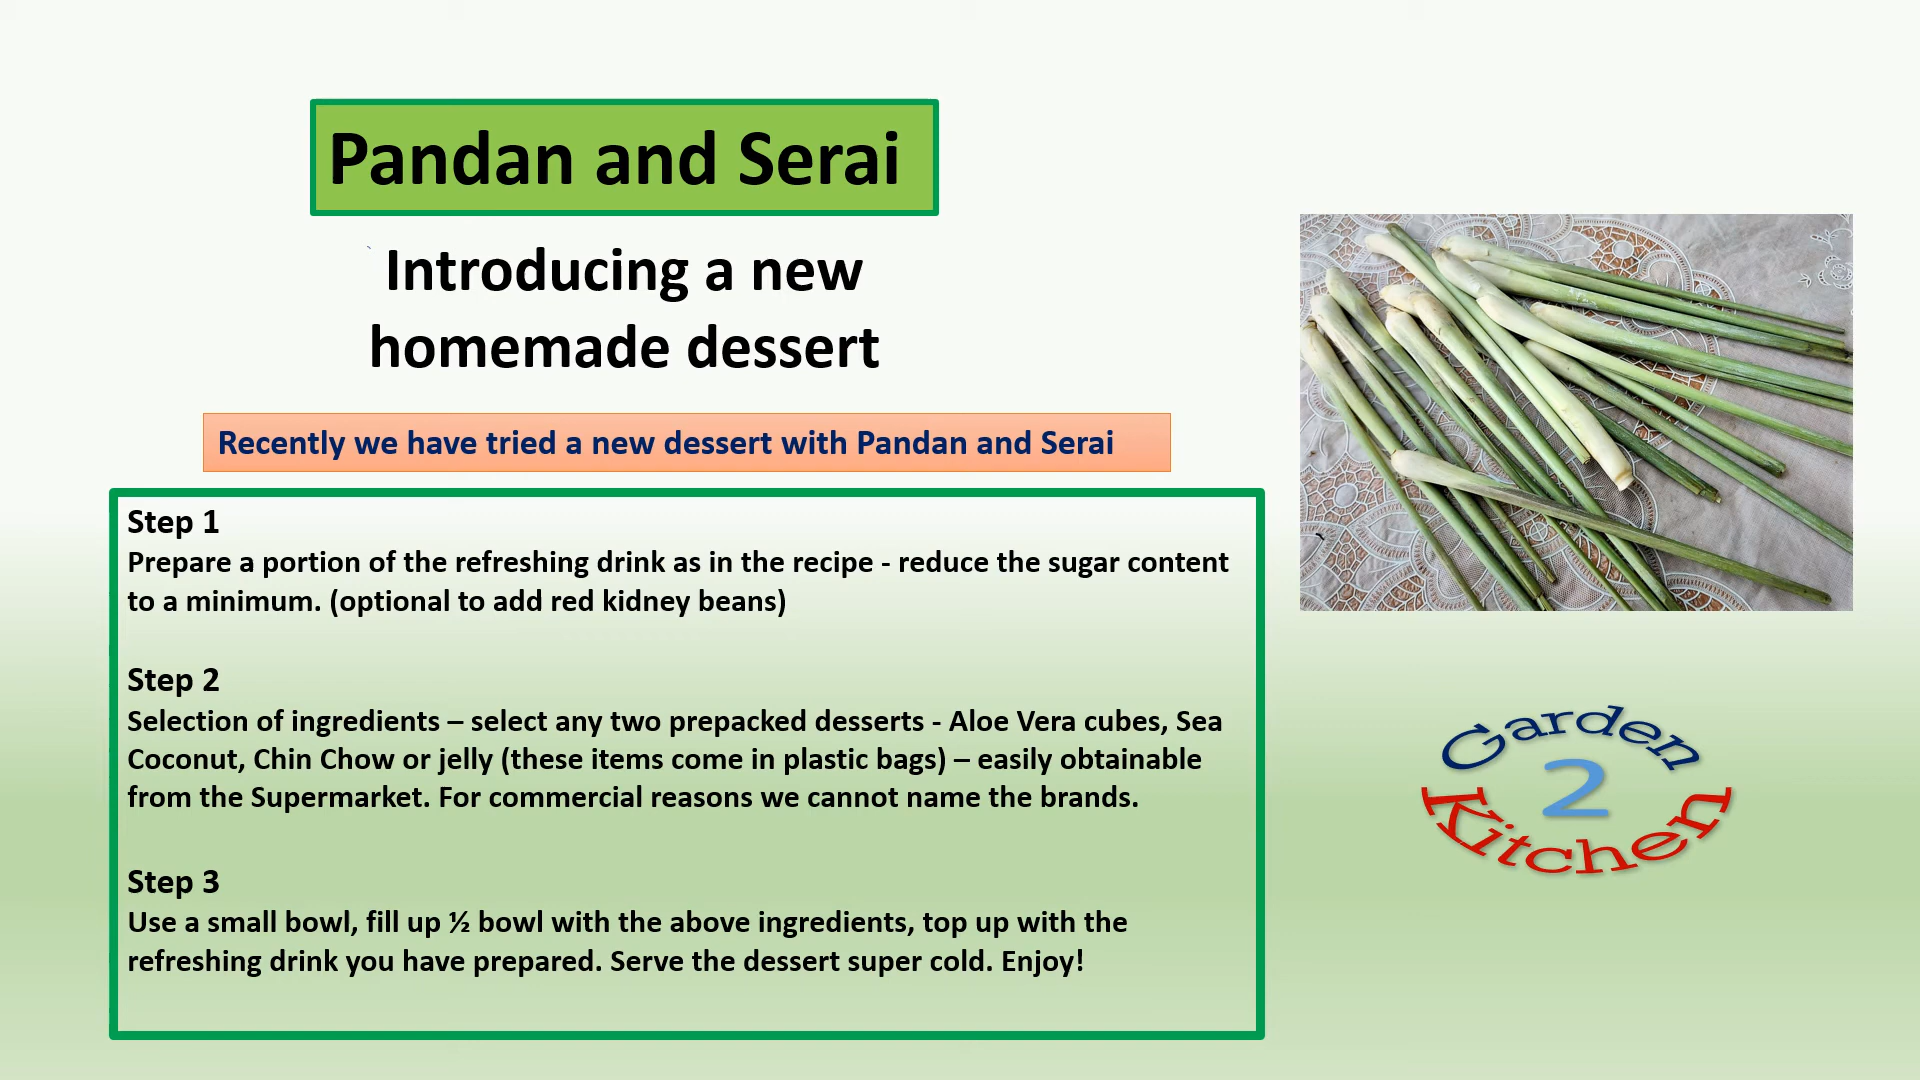 Pandan and Serai
Introducing a new
homemade dessert
Recently we have tried a new dessert with Pandan and Serai
Step 1
Prepare a portion of the refreshing drink as in the recipe - reduce the sugar content
to a minimum. (optional to add red kidney beans)
Step 2
Selection of ingredients – select any two prepacked desserts - Aloe Vera cubes, Sea
Coconut, Chin Chow or jelly (these items come in plastic bags) – easily obtainable
from the Supermarket. For commercial reasons we cannot name the brands.
Step 3
Use a small bowl, fill up ½ bowl with the above ingredients, top up with the
refreshing drink you have prepared. Serve the dessert super cold. Enjoy!
Garden
2
Kitchen